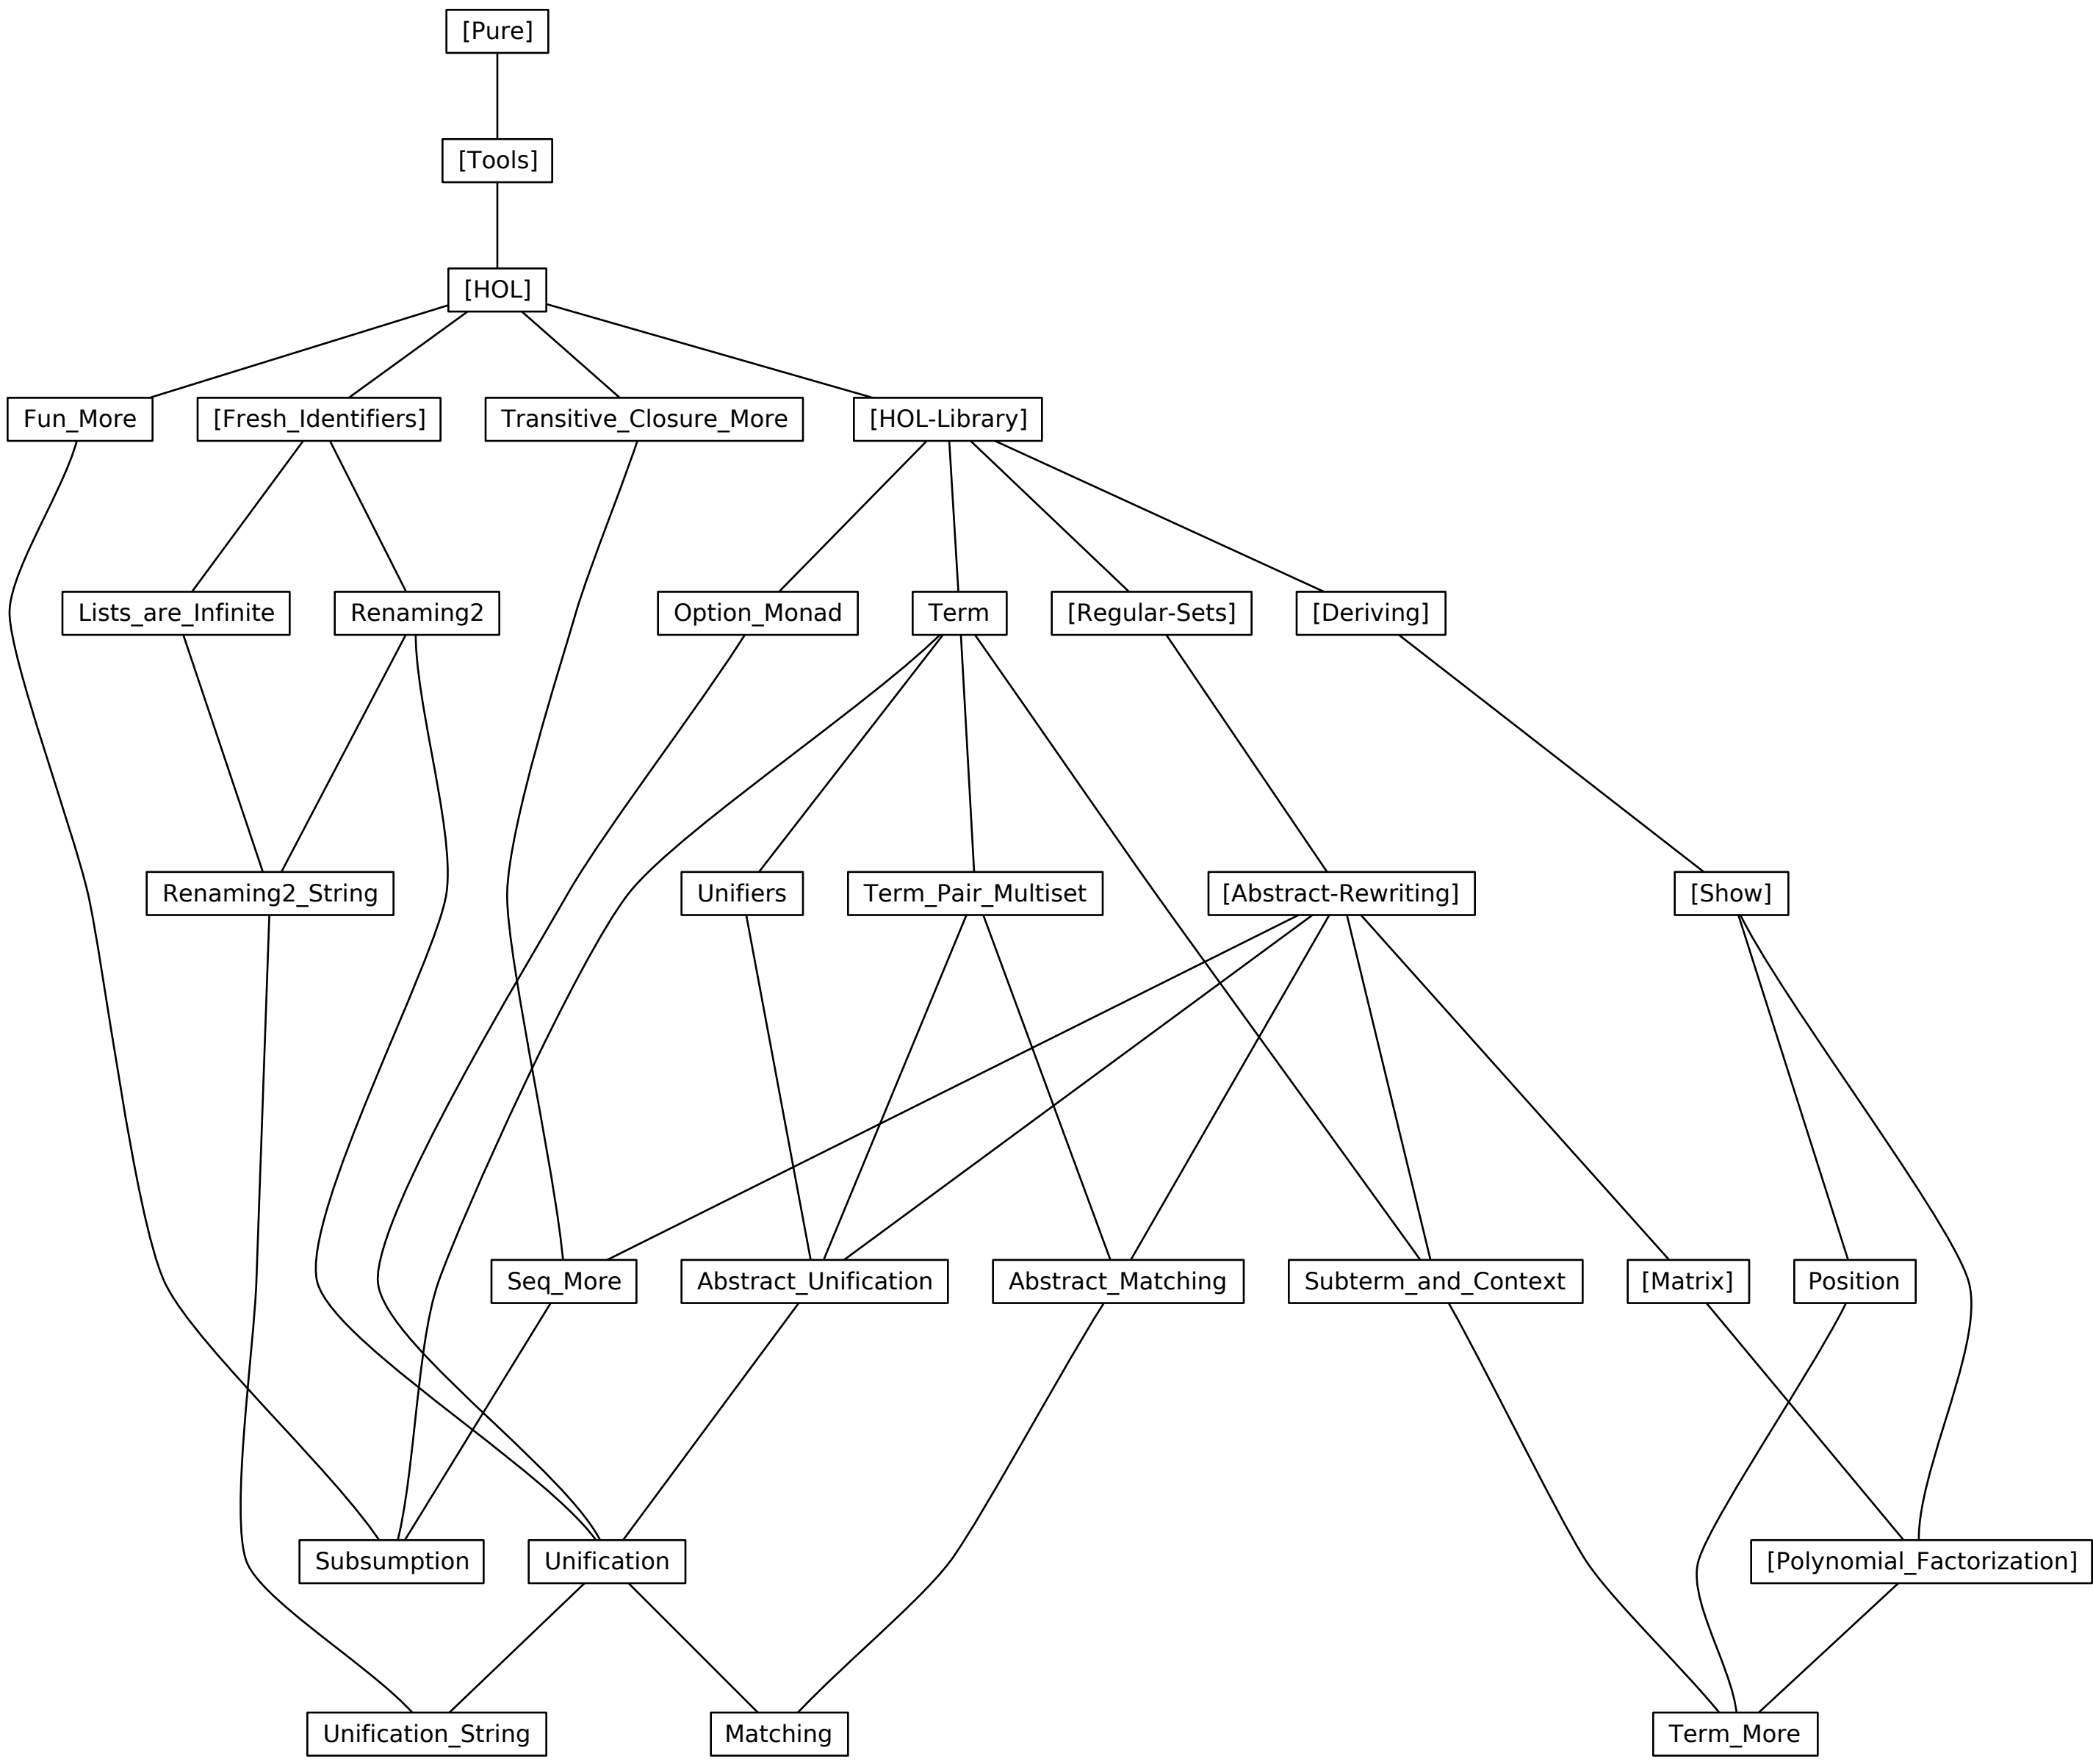 [Pure]
[Tools]
[HOL]
Fun_More
[Fresh_Identifiers]
Transitive_Closure_More
[HOL-Library]
Lists_are_Infinite
Renaming2
Option_Monad
Term
[Regular-Sets]
[Deriving]
Renaming2_String
Unifiers
Term_Pair_Multiset
[Abstract-Rewriting]
[Show]
Seq_More
Abstract_Unification
Abstract_Matching
Subterm_and_Context
[Matrix]
Position
Subsumption
Unification
[Polynomial_Factorization]
Unification_String
Matching
Term_More